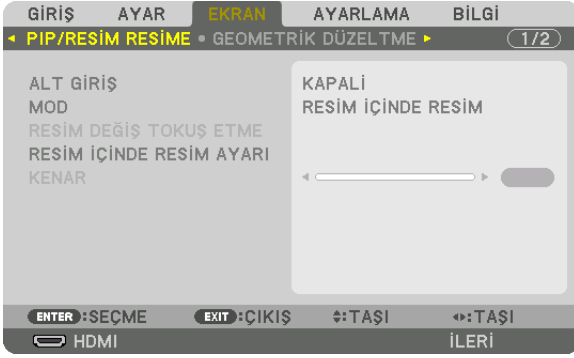 GİRİŞ AYAR EKRAN AYARLAMA BİLGİ
PIP/RESİM RESİME • GEOMETRİK DÜZELTME 1/2
ALT GİRİŞ KAPALI
MOD RESİM İÇİNDE RESİM
RESİM DEĞİŞ TOKUŞ ETME
RESİM İÇİNDE RESİM AYARI
KENAR
ENTER :SEÇME EXIT :ÇIKIŞ :TAŞI :TAŞI
HDMI İLERİ